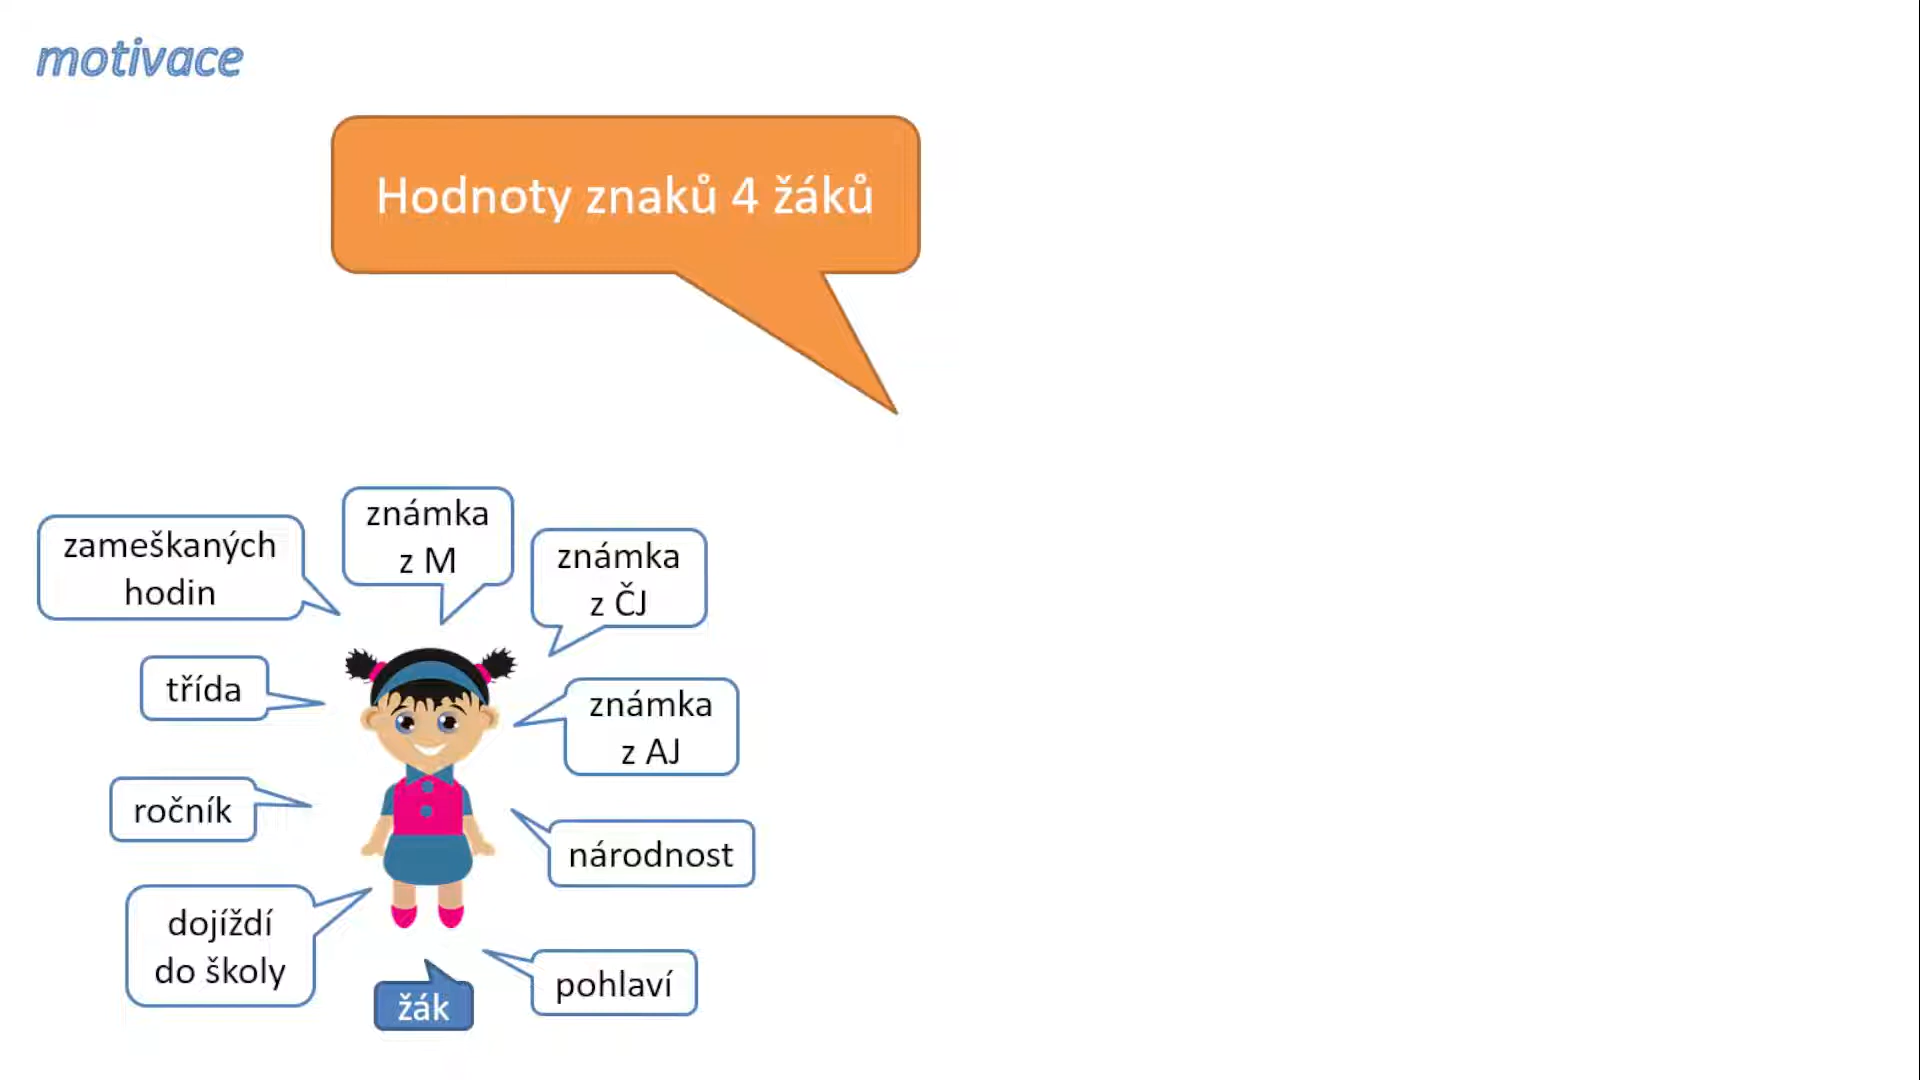 motivace
Hodnoty znaků 4 žáků
zameškaných
hodin
známka
z M
známka
z ČJ
třída
známka
z AJ
ročník
národnost
dojíždí
do školy
pohlaví
žák